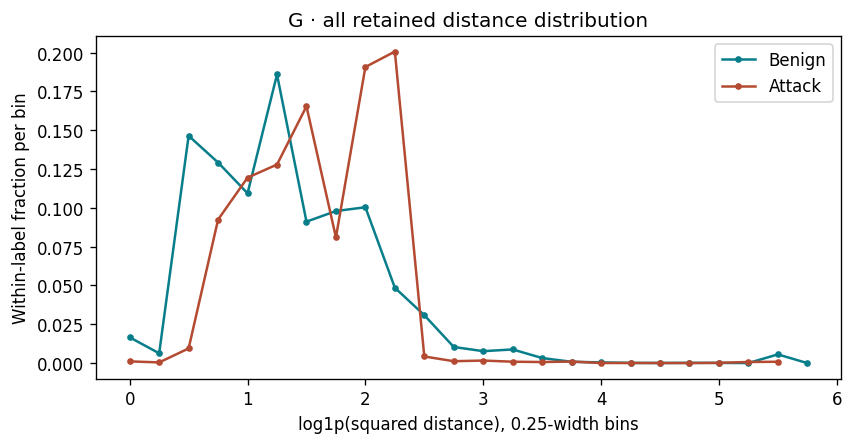 G · all retained distance distribution
Within-label fraction per bin
0.200
0.175
0.150
0.125
0.100
0.075
0.050
0.025
0.000
Benign
Attack
0 1 2 3 4 5 6
log1p(squared distance), 0.25-width bins